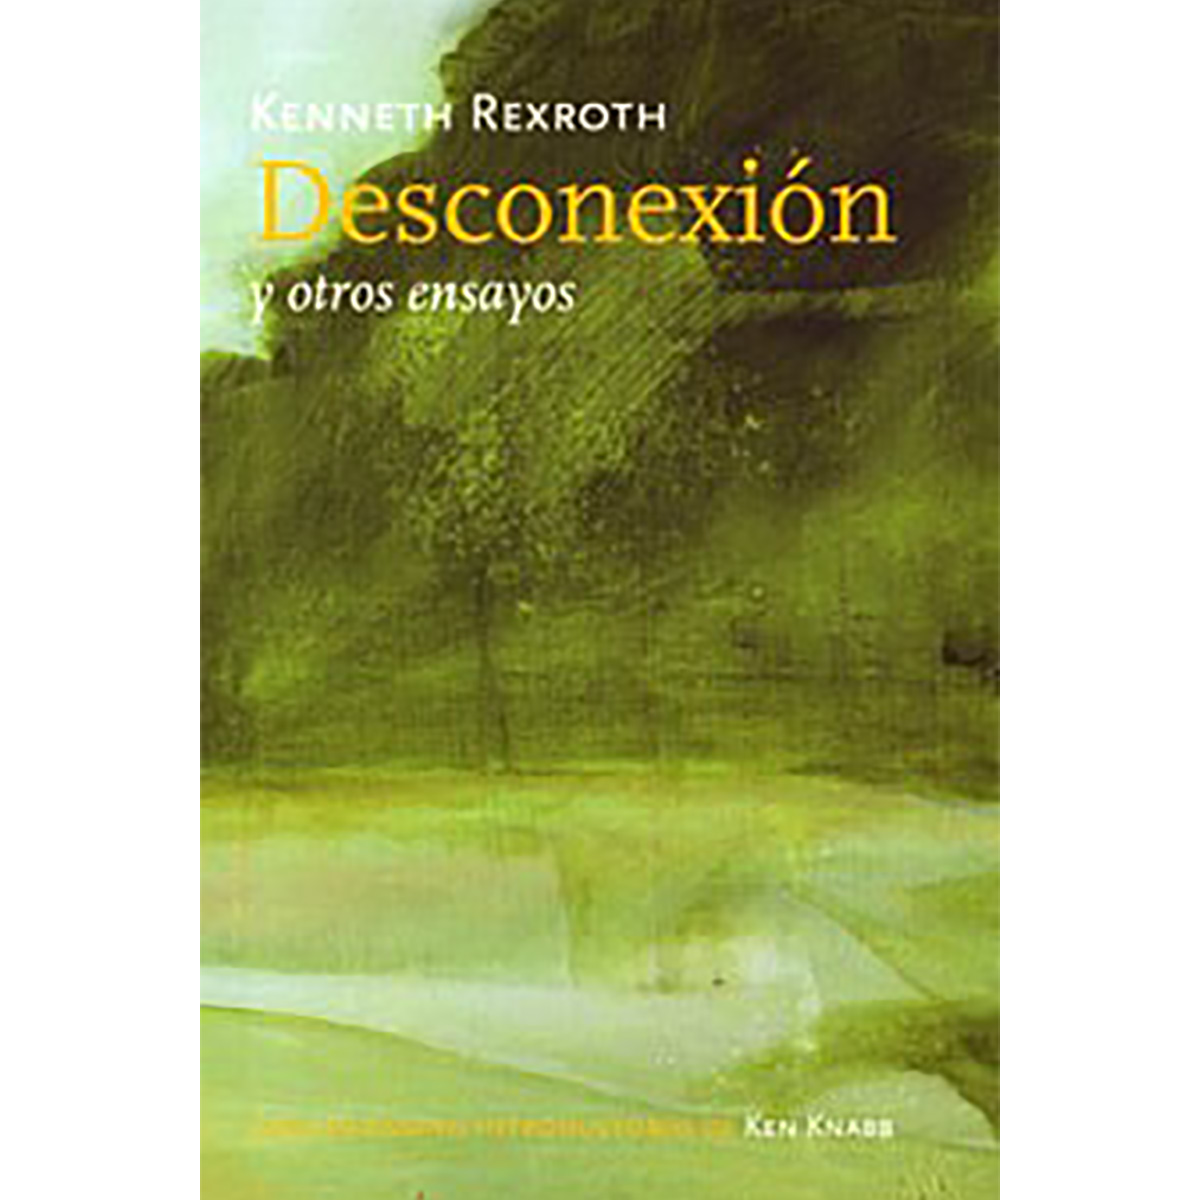 Kenneth Rexroth
Desconexión
y otros ensayos
Ken Knabb